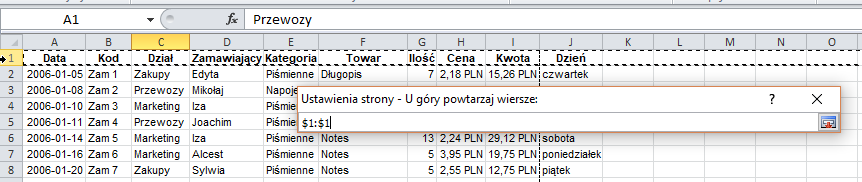 A1 fx Przewozy
A B C D E F G H I J K L M N O
1 Data Kod Dział Zamawiający Kategoria Towar Ilość Cena Kwota Dzień
2 2006-01-05 Zam 1 Zakupy Edyta Piśmienne Długopis 7 2,18 PLN 15,26 PLN czwartek
3 2006-01-08 Zam 2 Przewozy Mikołaj Napoje
Ustawienia strony - U góry powtarzaj wiersze: ?
4 2006-01-10 Zam 3 Marketing Iza Piśmie
5 2006-01-11 Zam 4 Przewozy Joachim Piśmie
$1:$1
6 2006-01-14 Zam 5 Marketing Iza Piśmienne Notes 13 2,24 PLN 29,12 PLN sobota
7 2006-01-16 Zam 6 Marketing Alcest Piśmienne Notes 5 3,95 PLN 19,75 PLN poniedziałek
8 2006-01-20 Zam 7 Zakupy Sylwia Piśmienne Notes 5 2,55 PLN 12,75 PLN piątek